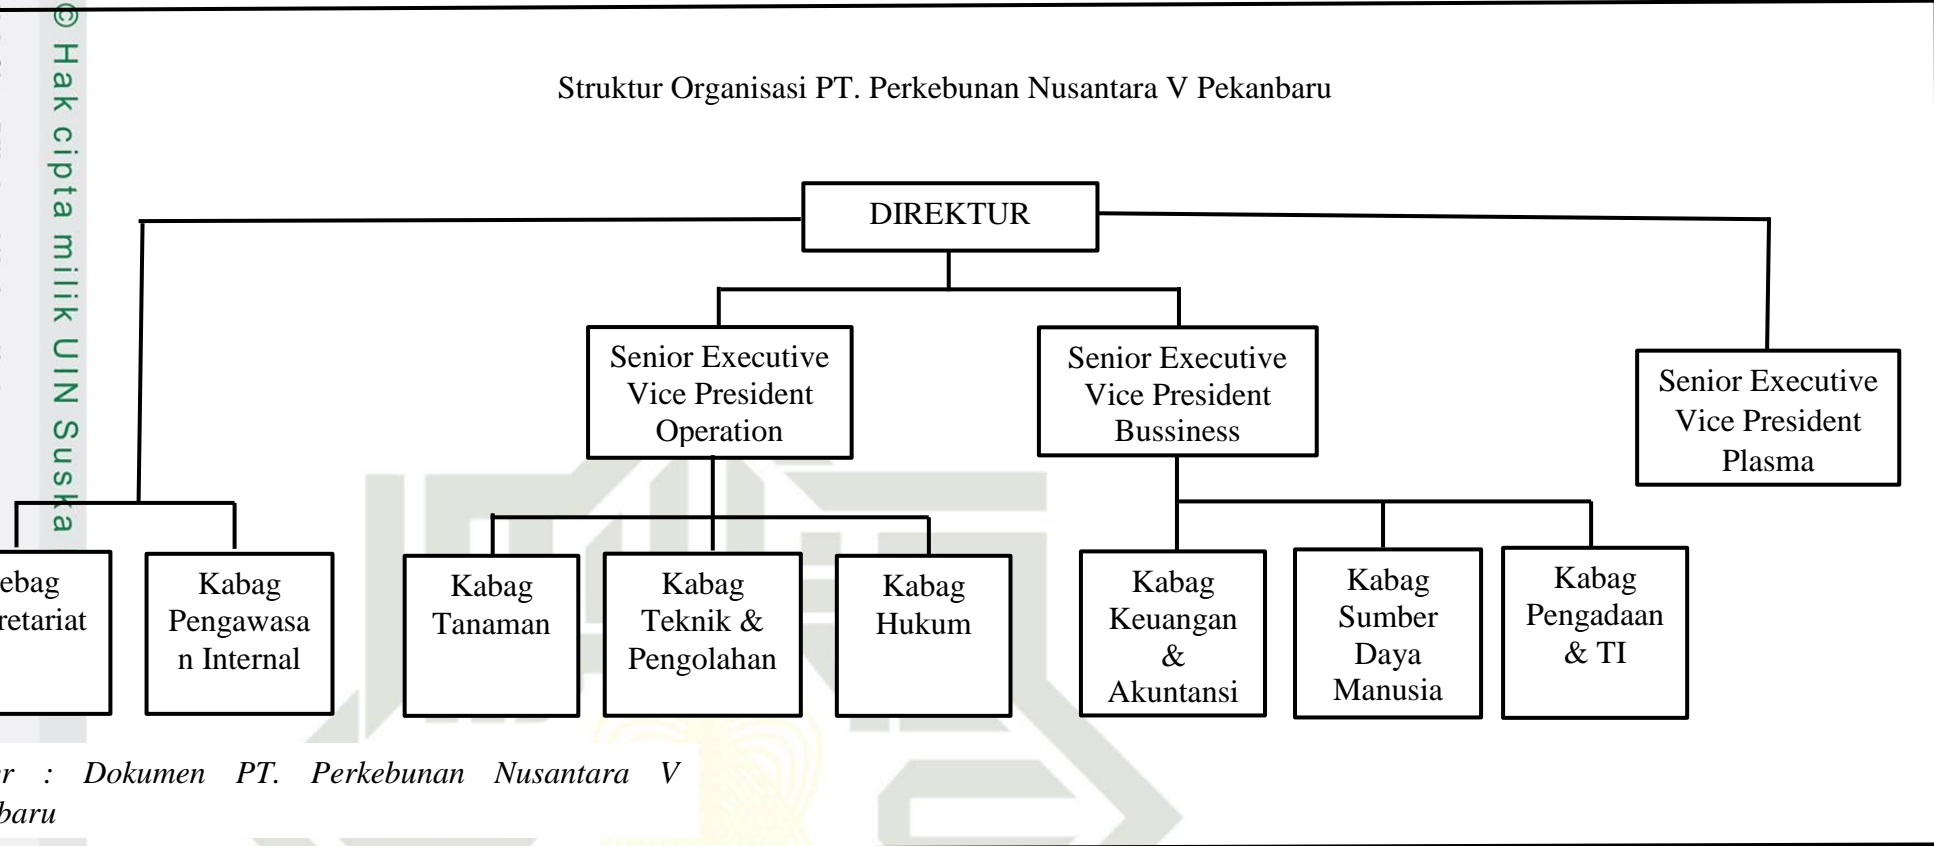 © Hak cipta milik UIN Suska
Struktur Organisasi PT. Perkebunan Nusantara V Pekanbaru
DIREKTUR
Senior Executive
Vice President
Operation
Senior Executive
Vice President
Bussiness
Senior Executive
Vice President
Plasma
ebag
retariat
Kabag
Pengawasa
n Internal
Kabag
Tanaman
Kabag
Teknik &
Pengolahan
Kabag
Hukum
Kabag
Keuangan
&
Akuntansi
Kabag
Sumber
Daya
Manusia
Kabag
Pengadaan
& TI
er : Dokumen PT. Perkebunan Nusantara V
baru